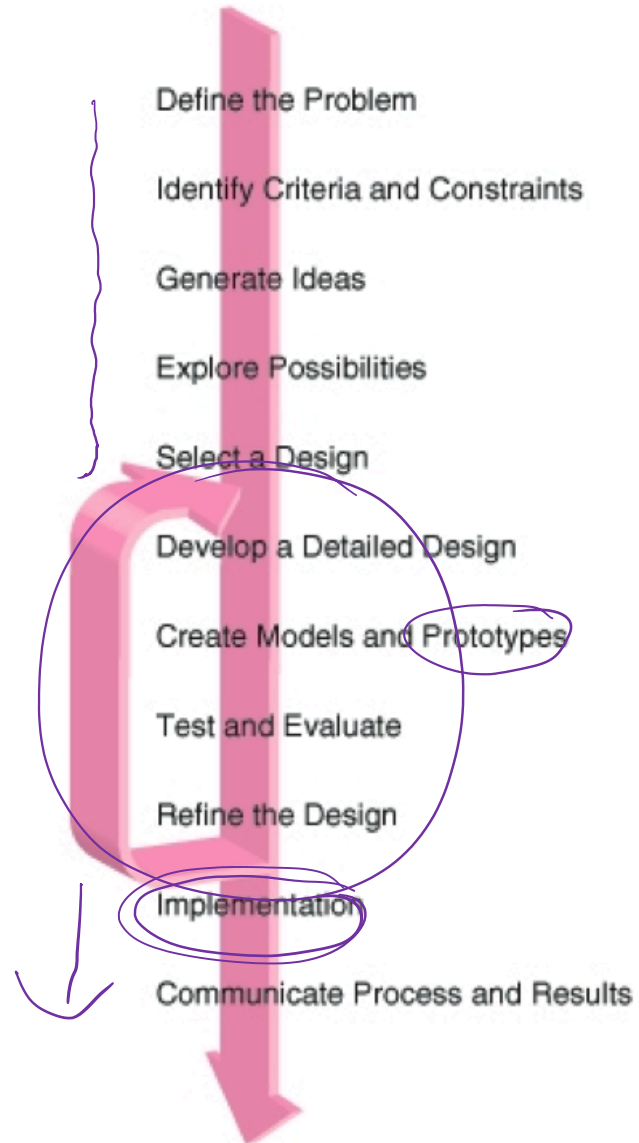 Define the Problem
Identify Criteria and Constraints
Generate Ideas
Explore Possibilities
Select a Design
Develop a Detailed Design
Create Models and Prototypes
Test and Evaluate
Refine the Design
Implementation
Communicate Process and Results